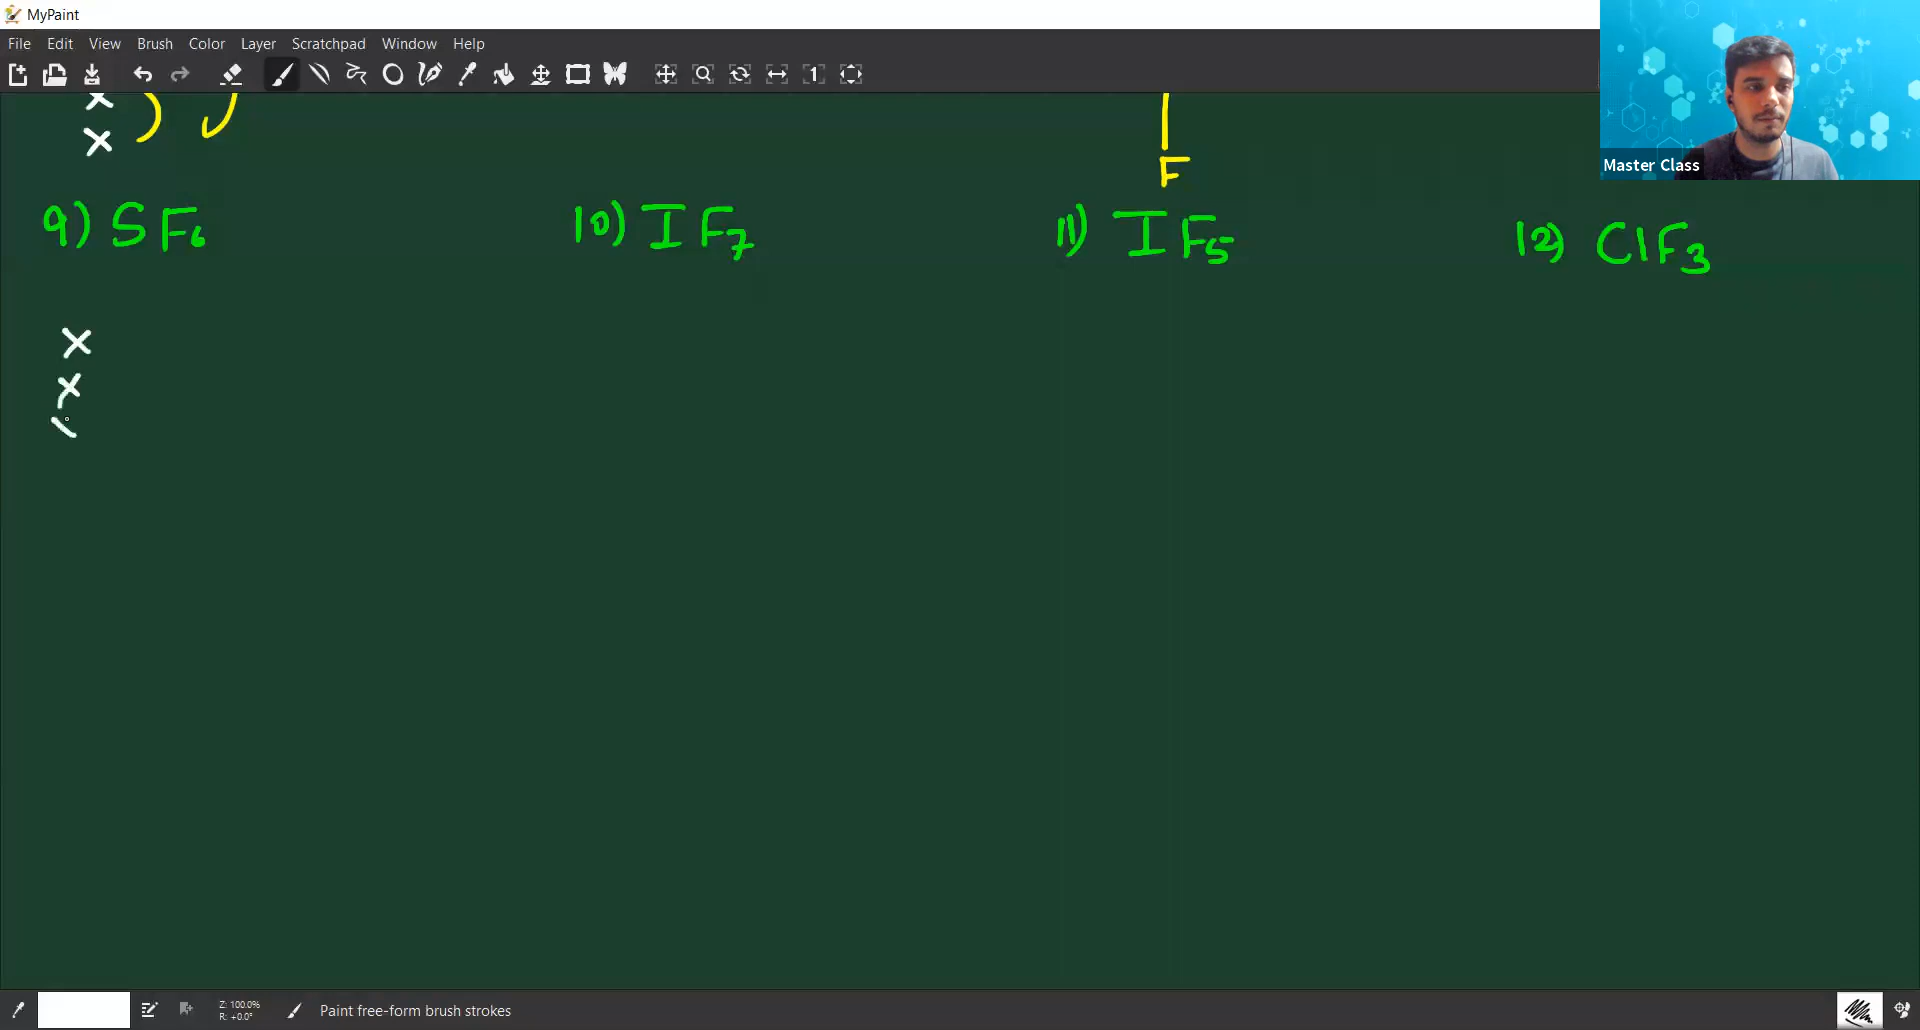 MyPaint
File Edit View Brush Color Layer Scratchpad Window Help
Master Class
x
x
F
9) SF6
10) IF7
11) IF5
12) ClF3
x
x
Z: 100.0%
R: +0.0°
Paint free-form brush strokes